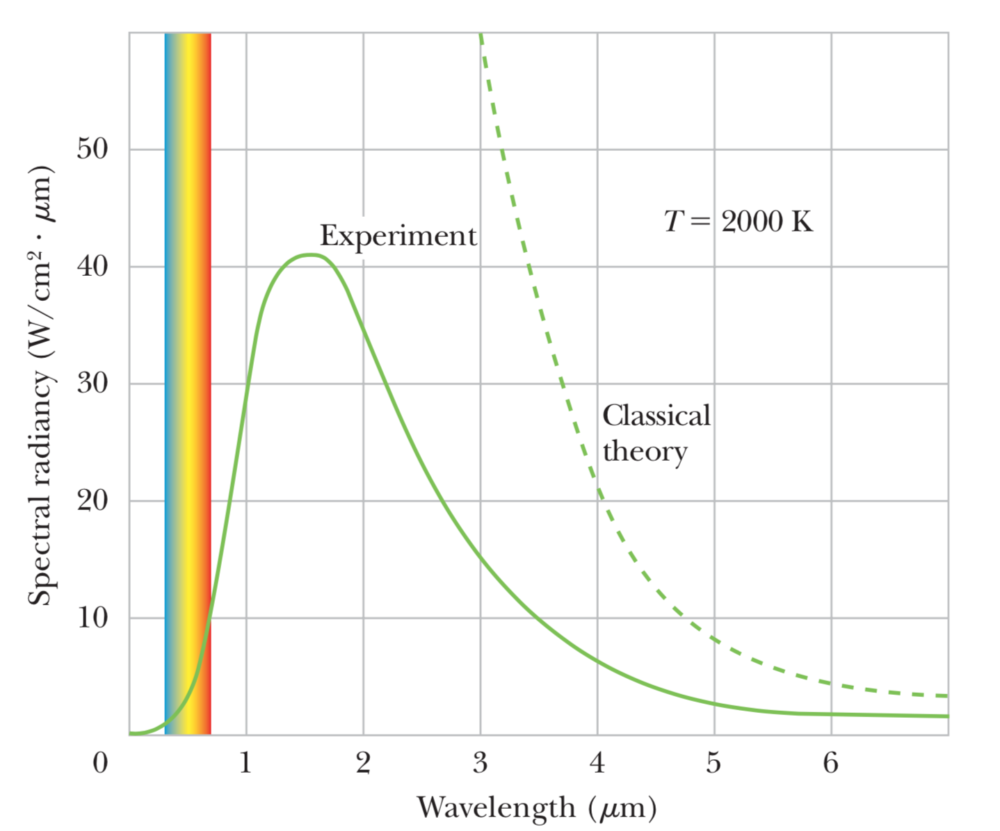 Spectral radiancy (W/cm² · μm)
50
40
30
20
10
0
Experiment
T = 2000 K
Classical
theory
1 2 3 4 5 6
Wavelength (μm)